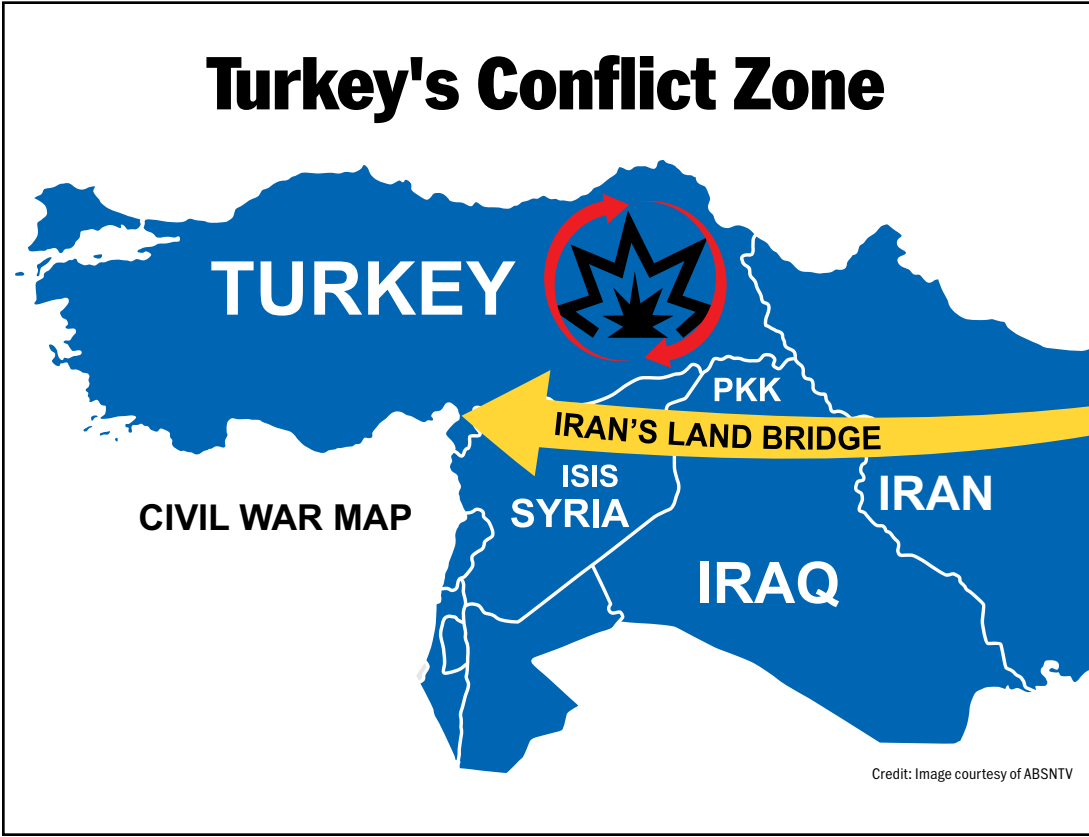 Turkey's Conflict Zone
TURKEY
PKK
IRAN’S LAND BRIDGE
ISIS
SYRIA
IRAN
CIVIL WAR MAP
IRAQ
Credit: Image courtesy of ABSNTV